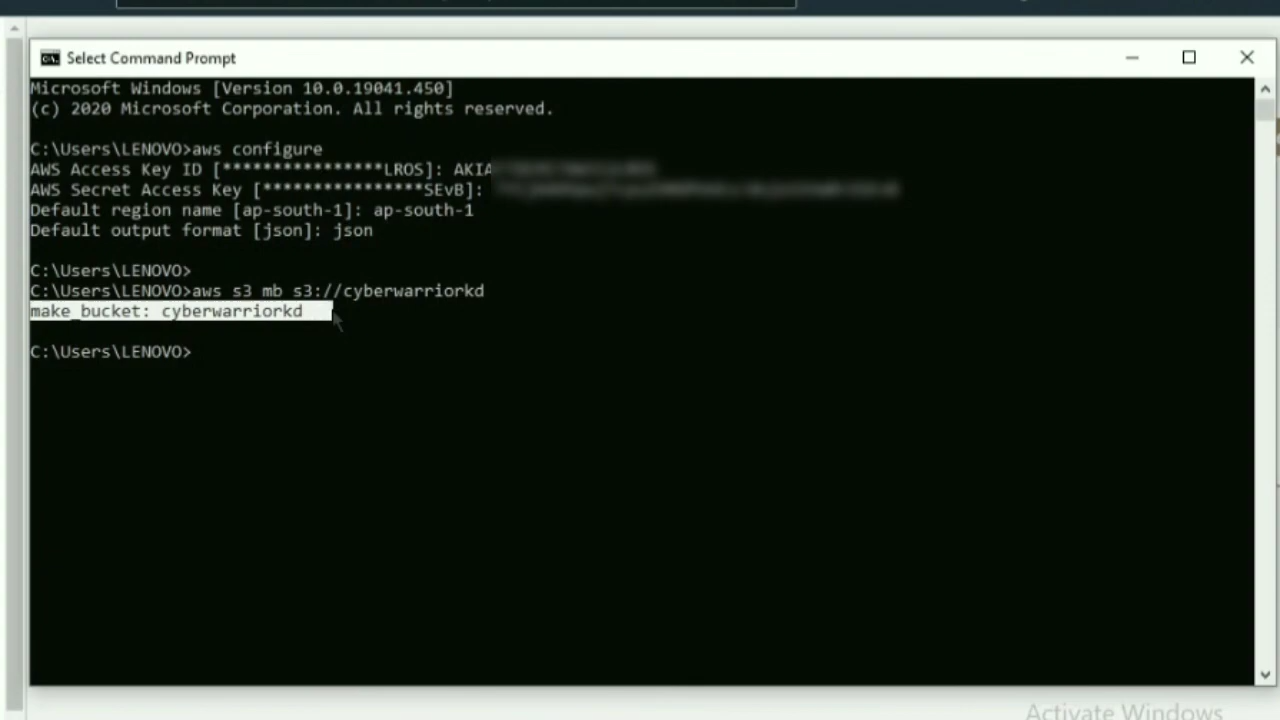 Select Command Prompt
Microsoft Windows [Version 10.0.19041.450]
(c) 2020 Microsoft Corporation. All rights reserved.
C:\Users\LENOVO>aws configure
AWS Access Key ID [****************LROS]: AKIA
AWS Secret Access Key [****************SEvB]:
Default region name [ap-south-1]: ap-south-1
Default output format [json]: json
C:\Users\LENOVO>
C:\Users\LENOVO>aws s3 mb s3://cyberwarriorkd
make_bucket: cyberwarriorkd
C:\Users\LENOVO>
Activate Windows